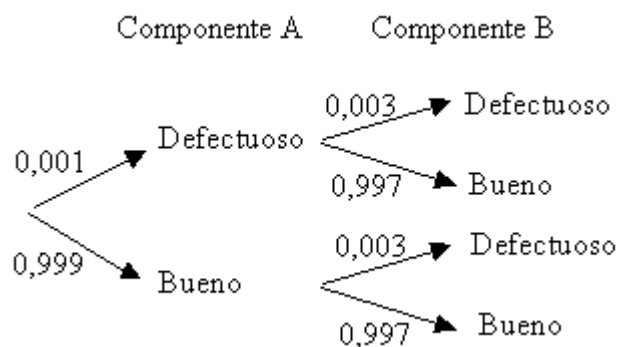 Componente A Componente B
0,003 Defectuoso
Defectuoso
0,001
0,997 Bueno
0,003 Defectuoso
0,999
Bueno
0,997 Bueno